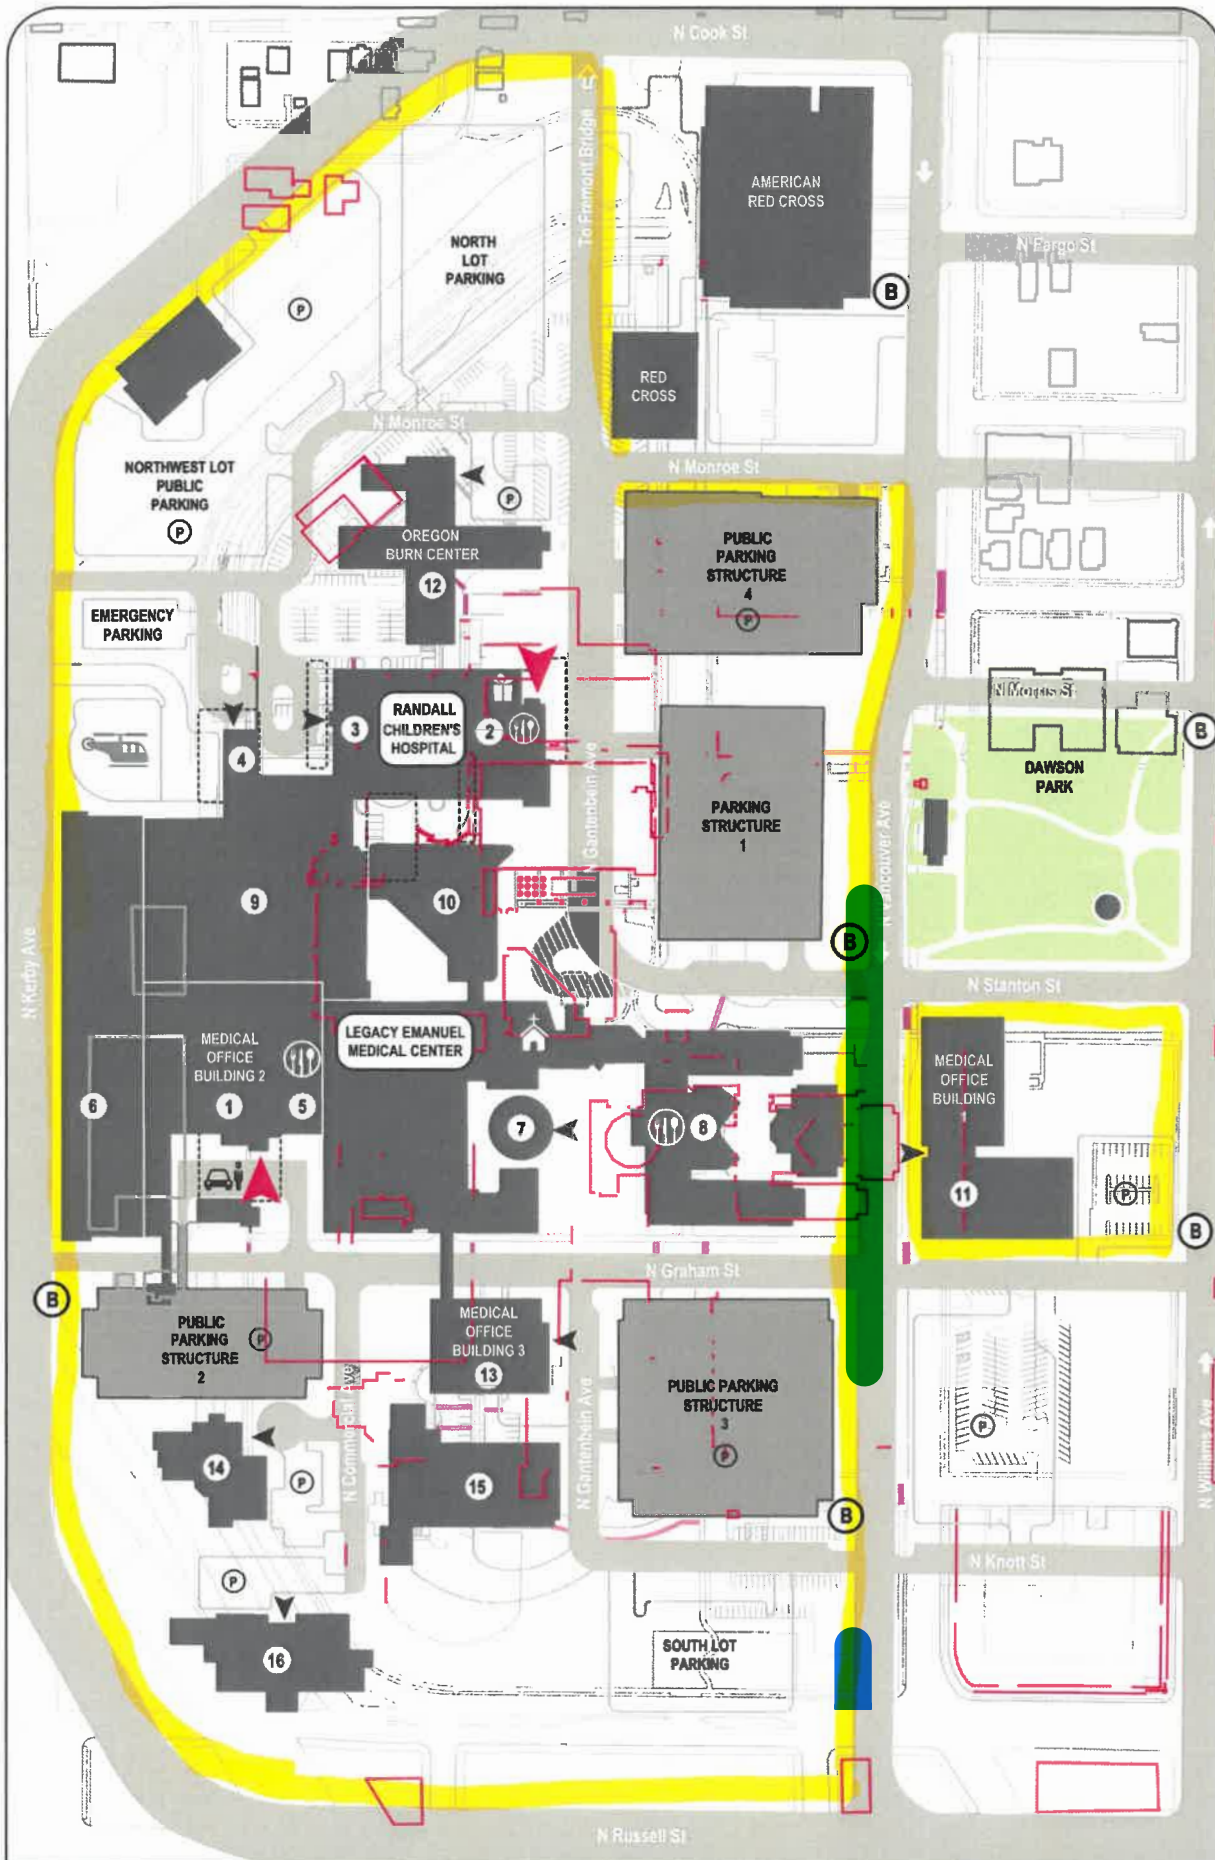 N Cook St
To Fremont Bridge
AMERICAN
RED CROSS
N Fargo St
NORTH
LOT
PARKING
P
B
RED
CROSS
N Monroe St
N Monroe St
NORTHWEST LOT
PUBLIC
PARKING
P
P
OREGON
BURN CENTER
12
PUBLIC
PARKING
STRUCTURE
4
P
EMERGENCY
PARKING
N Morris St
B
RANDALL
CHILDREN'S
HOSPITAL
3
2
4
DAWSON
PARK
N Gantenbein Ave
PARKING
STRUCTURE
1
N Vancouver Ave
9
10
B
N Kerby Ave
N Stanton St
LEGACY EMANUEL
MEDICAL CENTER
MEDICAL
OFFICE
BUILDING 2
MEDICAL
OFFICE
BUILDING
1
6
1
5
7
8
11
P
B
N Graham St
B
PUBLIC
PARKING
STRUCTURE
2
P
MEDICAL
OFFICE
BUILDING 3
13
PUBLIC PARKING
STRUCTURE
3
P
P
N Gantenbein Ave
N Williams Ave
14
P
15
B
N Knott St
P
16
SOUTH LOT
PARKING
N Russell St